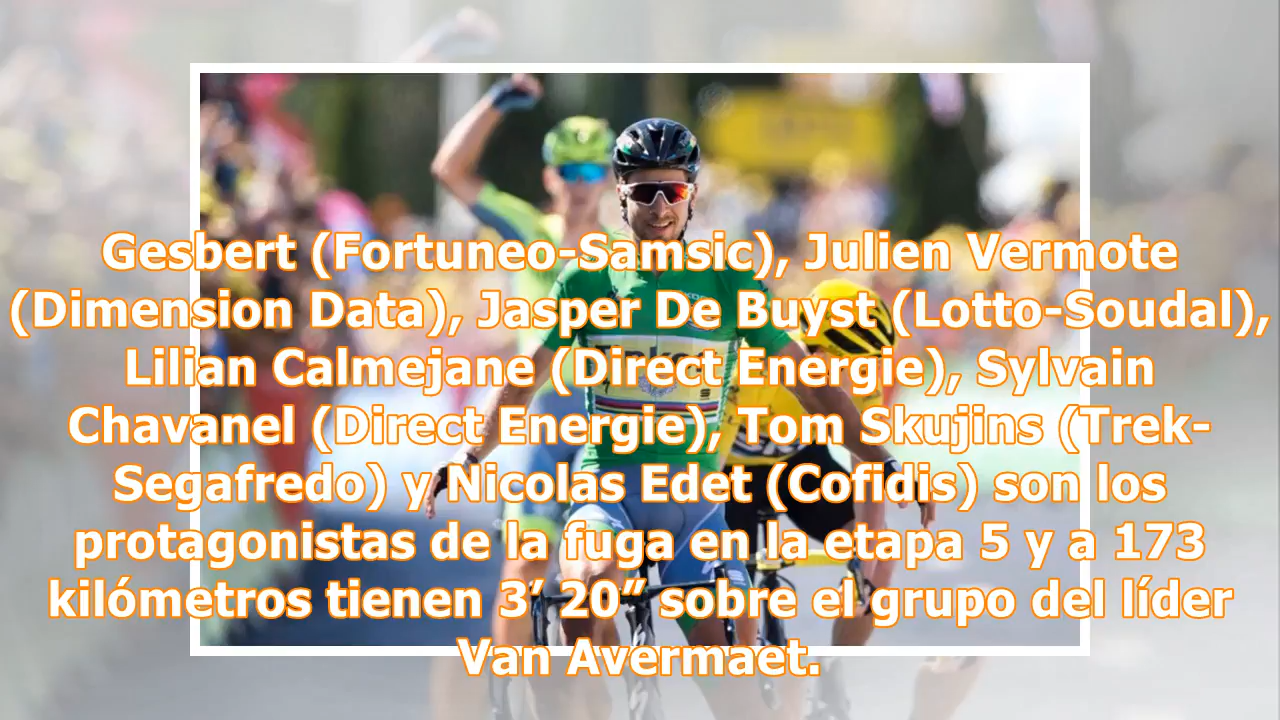 Gesbert (Fortuneo-Samsic), Julien Vermote
(Dimension Data), Jasper De Buyst (Lotto-Soudal),
Lilian Calmejane (Direct Energie), Sylvain
Chavanel (Direct Energie), Tom Skujins (Trek-
Segafredo) y Nicolas Edet (Cofidis) son los
protagonistas de la fuga en la etapa 5 y a 173
kilómetros tienen 3’ 20” sobre el grupo del líder
Van Avermaet.